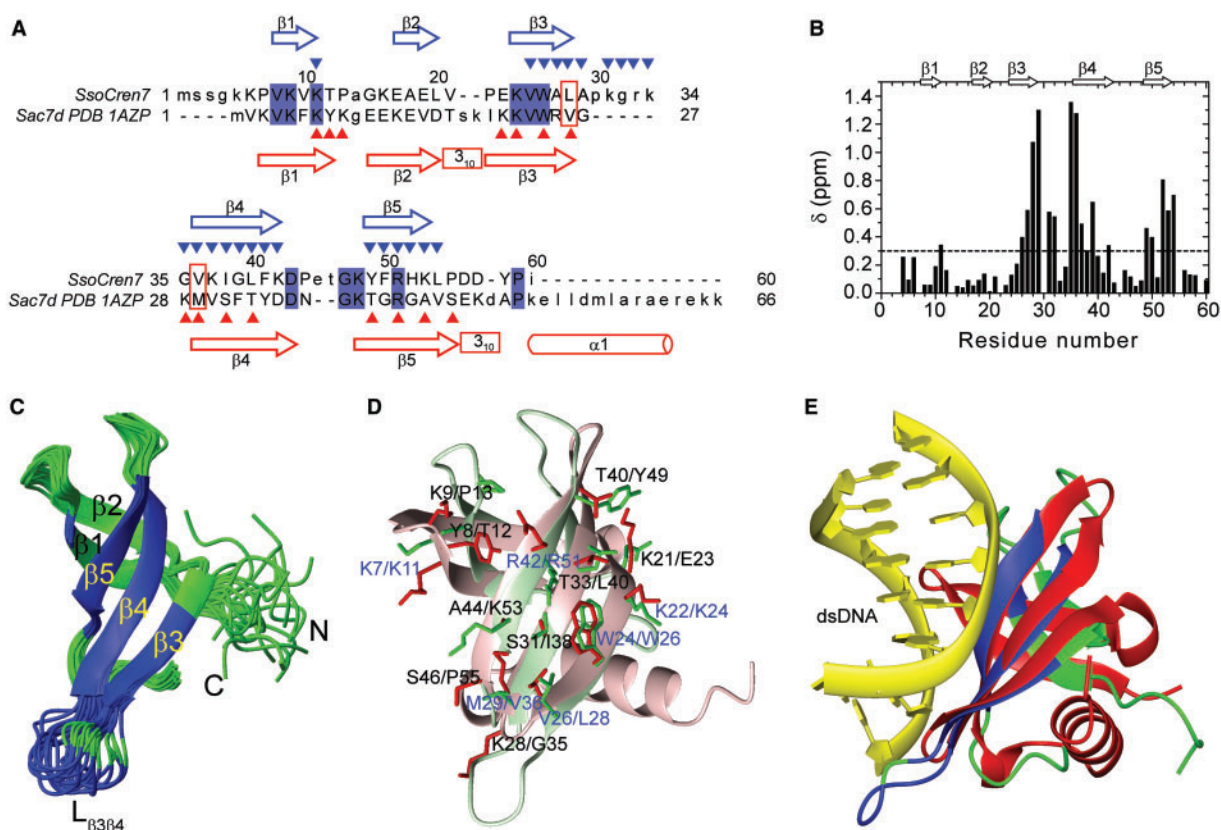 A
β1 β2 β3
10 20 30
SsoCren7 1 mssgkKPVKVKTPaGKEAELV--PEKVWALApkgrk 34
Sac7d PDB 1AZP 1 ----mVKVKFKYKgEEKEVDTskIKKVWRVG----- 27
β1 β2 3₁₀ β3
β4 β5
40 50 60
SsoCren7 35 GVKIGLFKDPetGKYFRHKLPDD-YPi--------------- 60
Sac7d PDB 1AZP 28 KMVSFTYDDN--GKTGRGAVSEKdAPkelldmlaraerekk 66
β4 β5 3₁₀ α1
B
β1 β2 β3 β4 β5
δ (ppm)
1.4
1.2
1.0
0.8
0.6
0.4
0.2
0.0
0 10 20 30 40 50 60
Residue number
C
β2
β1
β5
β4
β3
N
C
Lβ3β4
D
T40/Y49
K9/P13
Y8/T12
K21/E23
R42/R51
K7/K11
T33/L40
A44/K53
K22/K24
W24/W26
S31/I38
S46/P55
M29/V36
V26/L28
K28/G35
E
dsDNA